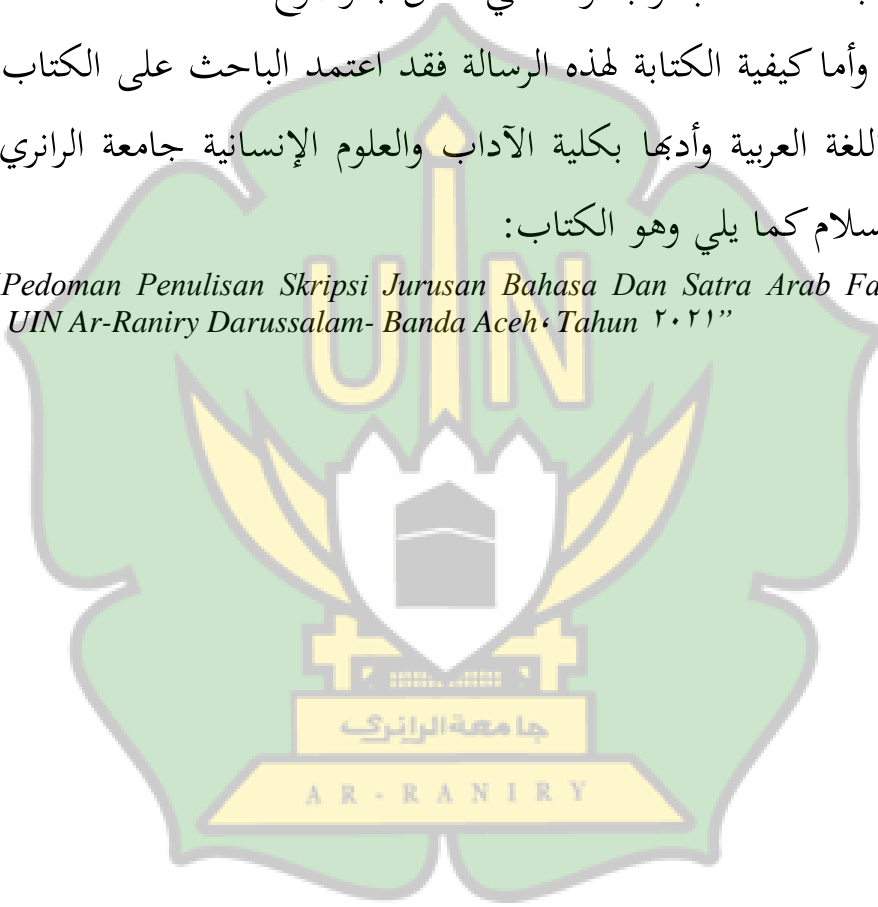 وأما كيفية الكتابة لهذه الرسالة فقد اعتمد الباحث على الكتاب
اللغة العربية وأدبها بكلية الآداب والعلوم الإنسانية جامعة الرانري
سلام كما يلي وهو الكتاب:
Pedoman Penulisan Skripsi Jurusan Bahasa Dan Satra Arab Fa
UIN Ar-Raniry Darussalam- Banda Aceh، Tahun ٢٠٢١”
UIN
جامعة الرانري
AR-RANIRY